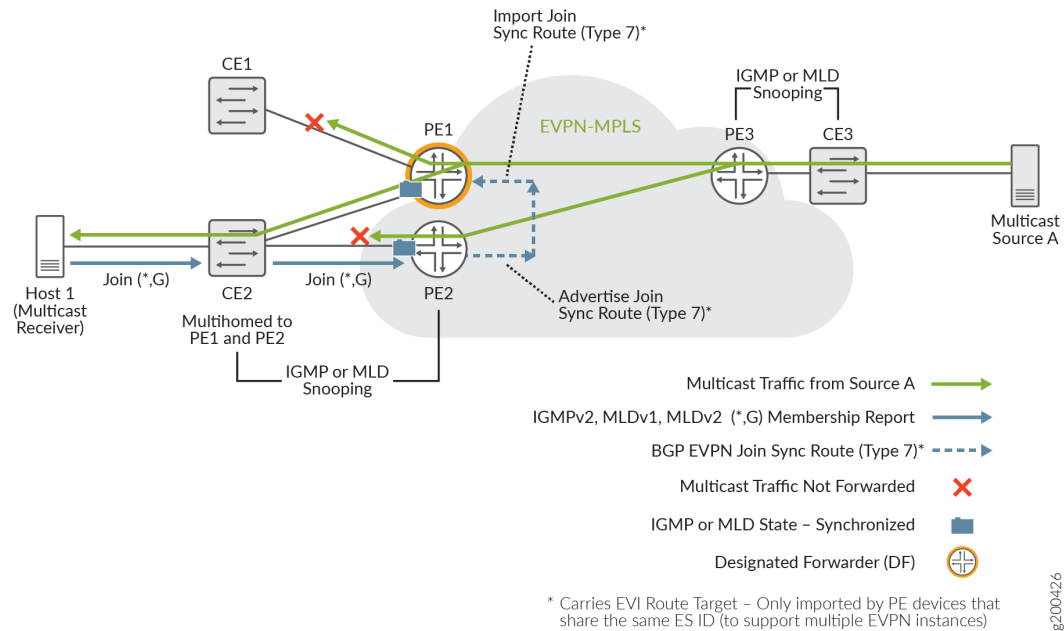 Import Join
Sync Route (Type 7)*
CE1
IGMP or MLD
Snooping
EVPN-MPLS
PE1
PE3
CE3
Multicast
Source A
Join (*,G)
Join (*,G)
Host 1
(Multicast
Receiver)
CE2
PE2
Advertise Join
Sync Route (Type 7)*
Multihomed to
PE1 and PE2
IGMP or MLD
Snooping
Multicast Traffic from Source A
IGMPv2, MLDv1, MLDv2 (*,G) Membership Report
BGP EVPN Join Sync Route (Type 7)*
Multicast Traffic Not Forwarded
IGMP or MLD State – Synchronized
Designated Forwarder (DF)
* Carries EVI Route Target – Only imported by PE devices that
share the same ES ID (to support multiple EVPN instances)
g200426